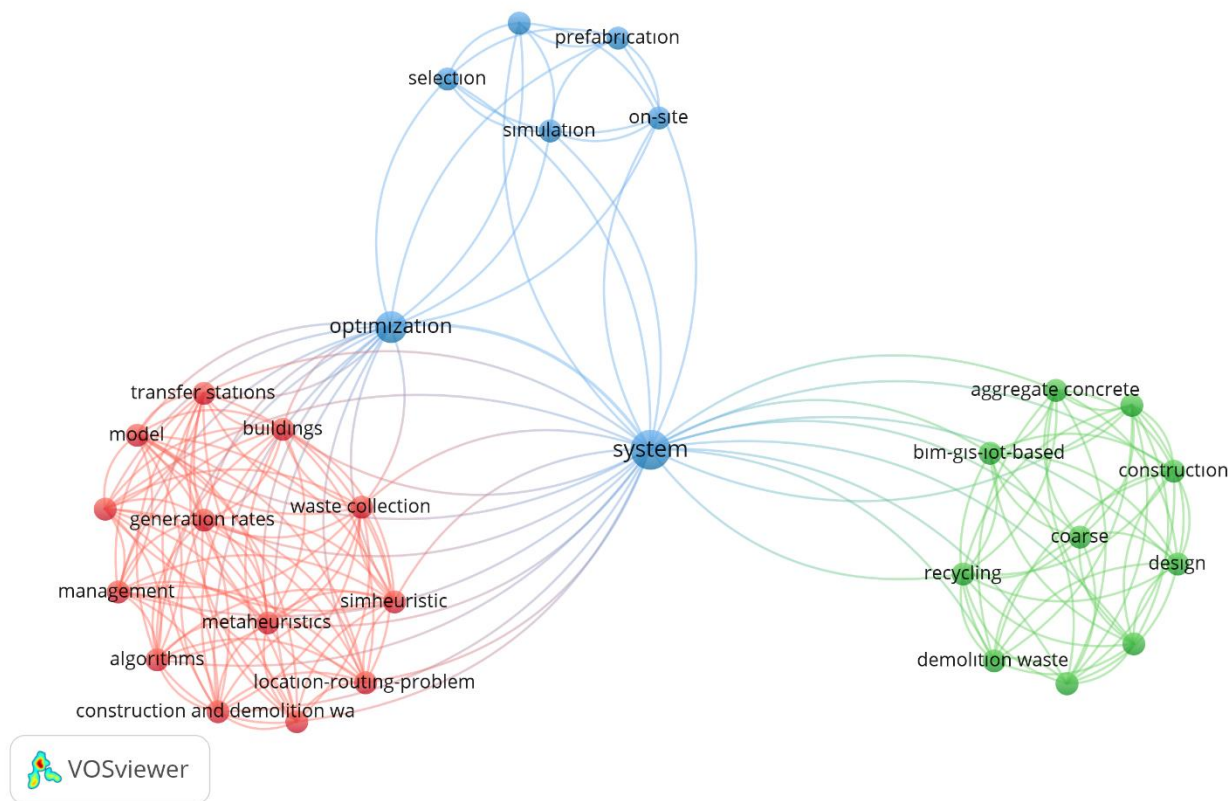 prefabrication
selection
simulation
on-site
optimization
transfer stations
model
buildings
system
aggregate concrete
bim-gis-iot-based
construction
waste collection
generation rates
coarse
design
recycling
management
simheuristic
metaheuristics
algorithms
demolition waste
location-routing-problem
construction and demolition wa
VOSviewer